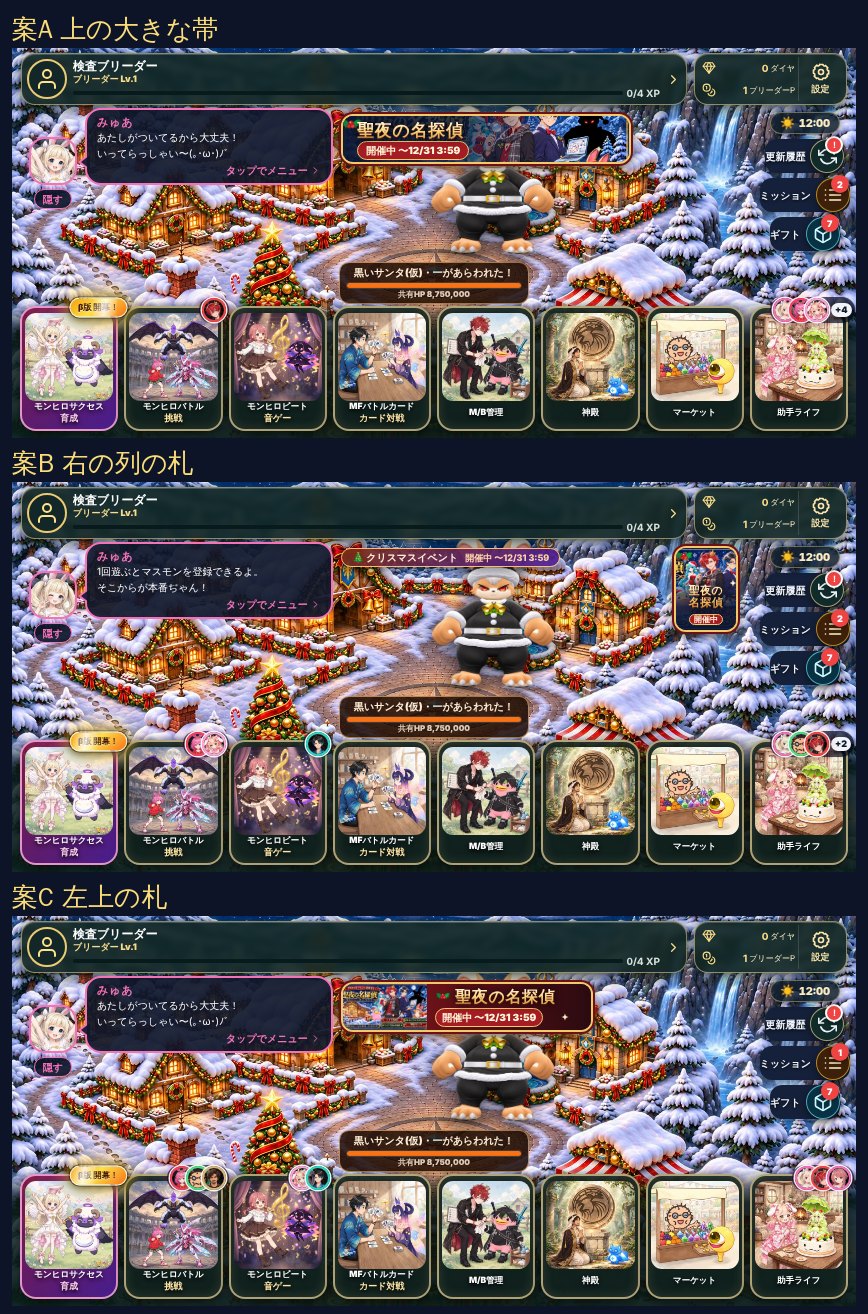 案A 上の大きな帯
検査ブリーダー
ブリーダー Lv.1
0/4 XP
0 ダイヤ
1 ブリーダーP
設定
みゅあ
あたしがついてるから大丈夫！
いってらっしゃい〜(｡･ω･)ﾉﾞ
タップでメニュー
隠す
聖夜の名探偵
開催中 〜12/31 3:59
12:00
更新履歴
!
ミッション
2
ギフト
7
黒いサンタ(仮)・一があらわれた！
共有HP 8,750,000
β版 開幕！
+4
モンヒロサクセス
育成
モンヒロバトル
挑戦
モンヒロビート
音ゲー
MFバトルカード
カード対戦
M/B管理
神殿
マーケット
助手ライフ
案B 右の列の札
検査ブリーダー
ブリーダー Lv.1
0/4 XP
0 ダイヤ
1 ブリーダーP
設定
みゅあ
1回遊ぶとマスモンを登録できるよ。
そこからが本番ぢゃん！
タップでメニュー
隠す
クリスマスイベント 開催中 〜12/31 3:59
聖夜の
名探偵
開催中
12:00
更新履歴
!
ミッション
2
ギフト
7
黒いサンタ(仮)・一があらわれた！
共有HP 8,750,000
β版 開幕！
+2
モンヒロサクセス
育成
モンヒロバトル
挑戦
モンヒロビート
音ゲー
MFバトルカード
カード対戦
M/B管理
神殿
マーケット
助手ライフ
案C 左上の札
検査ブリーダー
ブリーダー Lv.1
0/4 XP
0 ダイヤ
1 ブリーダーP
設定
みゅあ
あたしがついてるから大丈夫！
いってらっしゃい〜(｡･ω･)ﾉﾞ
タップでメニュー
隠す
聖夜の名探偵
聖夜の名探偵
開催中 〜12/31 3:59
12:00
更新履歴
!
ミッション
1
ギフト
7
黒いサンタ(仮)・一があらわれた！
共有HP 8,750,000
β版 開幕！
モンヒロサクセス
育成
モンヒロバトル
挑戦
モンヒロビート
音ゲー
MFバトルカード
カード対戦
M/B管理
神殿
マーケット
助手ライフ